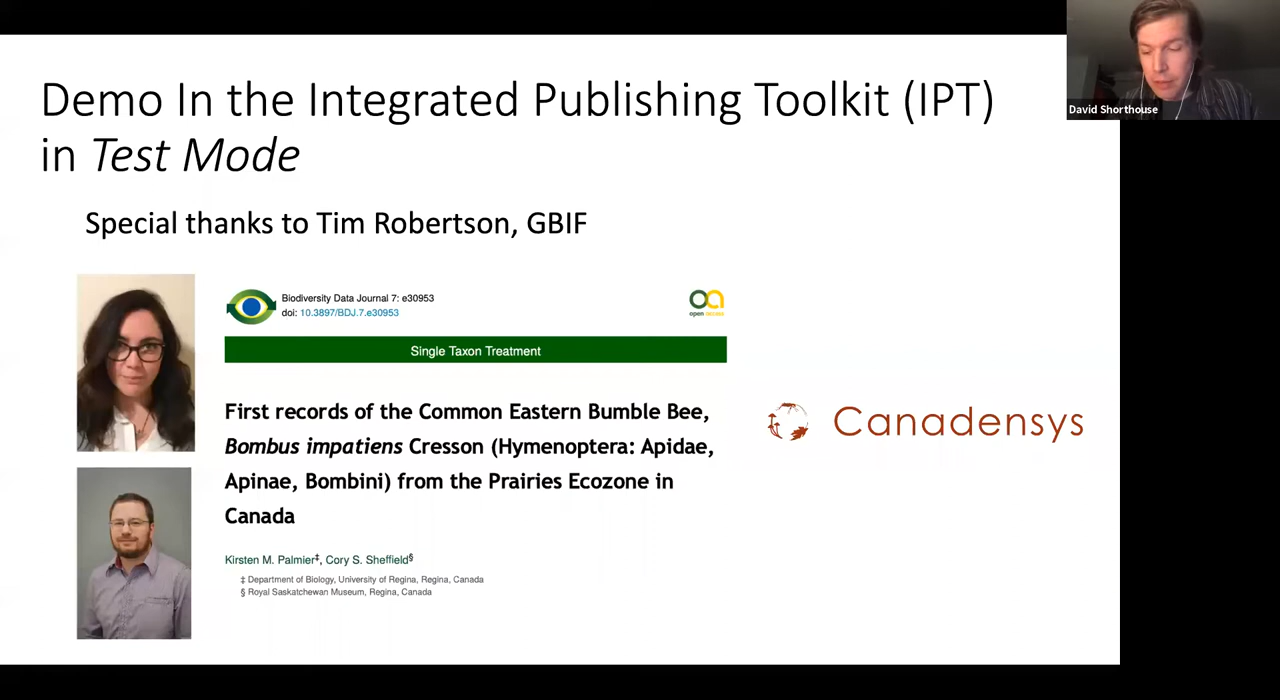 Demo In the Integrated Publishing Toolkit (IPT)
in Test Mode
David Shorthouse
Special thanks to Tim Robertson, GBIF
Biodiversity Data Journal 7: e30953
doi: 10.3897/BDJ.7.e30953
open access
Single Taxon Treatment
First records of the Common Eastern Bumble Bee,
Bombus impatiens Cresson (Hymenoptera: Apidae,
Apinae, Bombini) from the Prairies Ecozone in
Canada
Canadensys
Kirsten M. Palmier‡, Cory S. Sheffield§
‡ Department of Biology, University of Regina, Regina, Canada
§ Royal Saskatchewan Museum, Regina, Canada